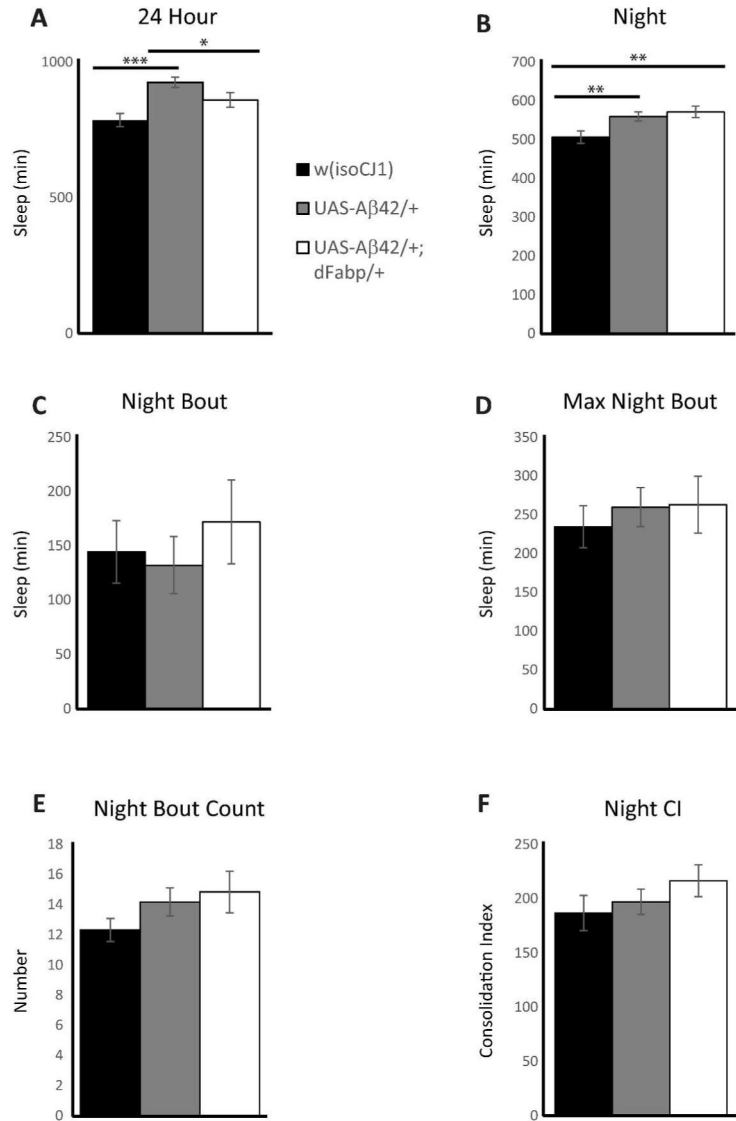 A
24 Hour
***
*
1000
500
0
Sleep (min)
w(isoCJ1)
UAS-Aβ42/+
UAS-Aβ42/+;
dFabp/+
B
Night
**
**
700
600
500
400
300
200
100
0
Sleep (min)
C
Night Bout
250
200
150
100
50
0
Sleep (min)
D
Max Night Bout
350
300
250
200
150
100
50
0
Sleep (min)
E
Night Bout Count
18
16
14
12
10
8
6
4
2
0
Number
F
Night CI
250
200
150
100
50
0
Consolidation Index